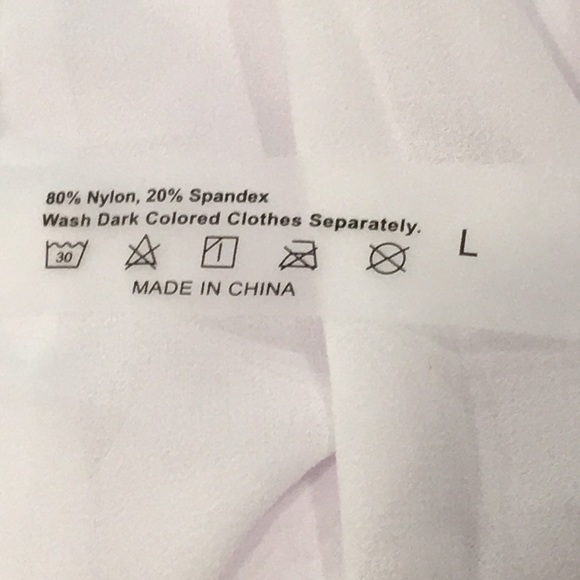 80% Nylon, 20% Spandex
Wash Dark Colored Clothes Separately.
30
L
MADE IN CHINA